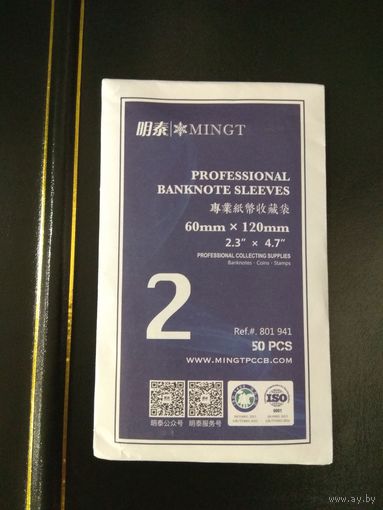 明泰 MINGT
PROFESSIONAL
BANKNOTE SLEEVES
專業紙幣收藏袋
60mm × 120mm
2.3” × 4.7”
PROFESSIONAL COLLECTING SUPPLIES
Banknotes · Coins · Stamps
2
Ref.#. 801 941
50 PCS
WWW.MINGTPCCB.COM
ISO
9001
明泰公众号 明泰服务号
www.ay.by